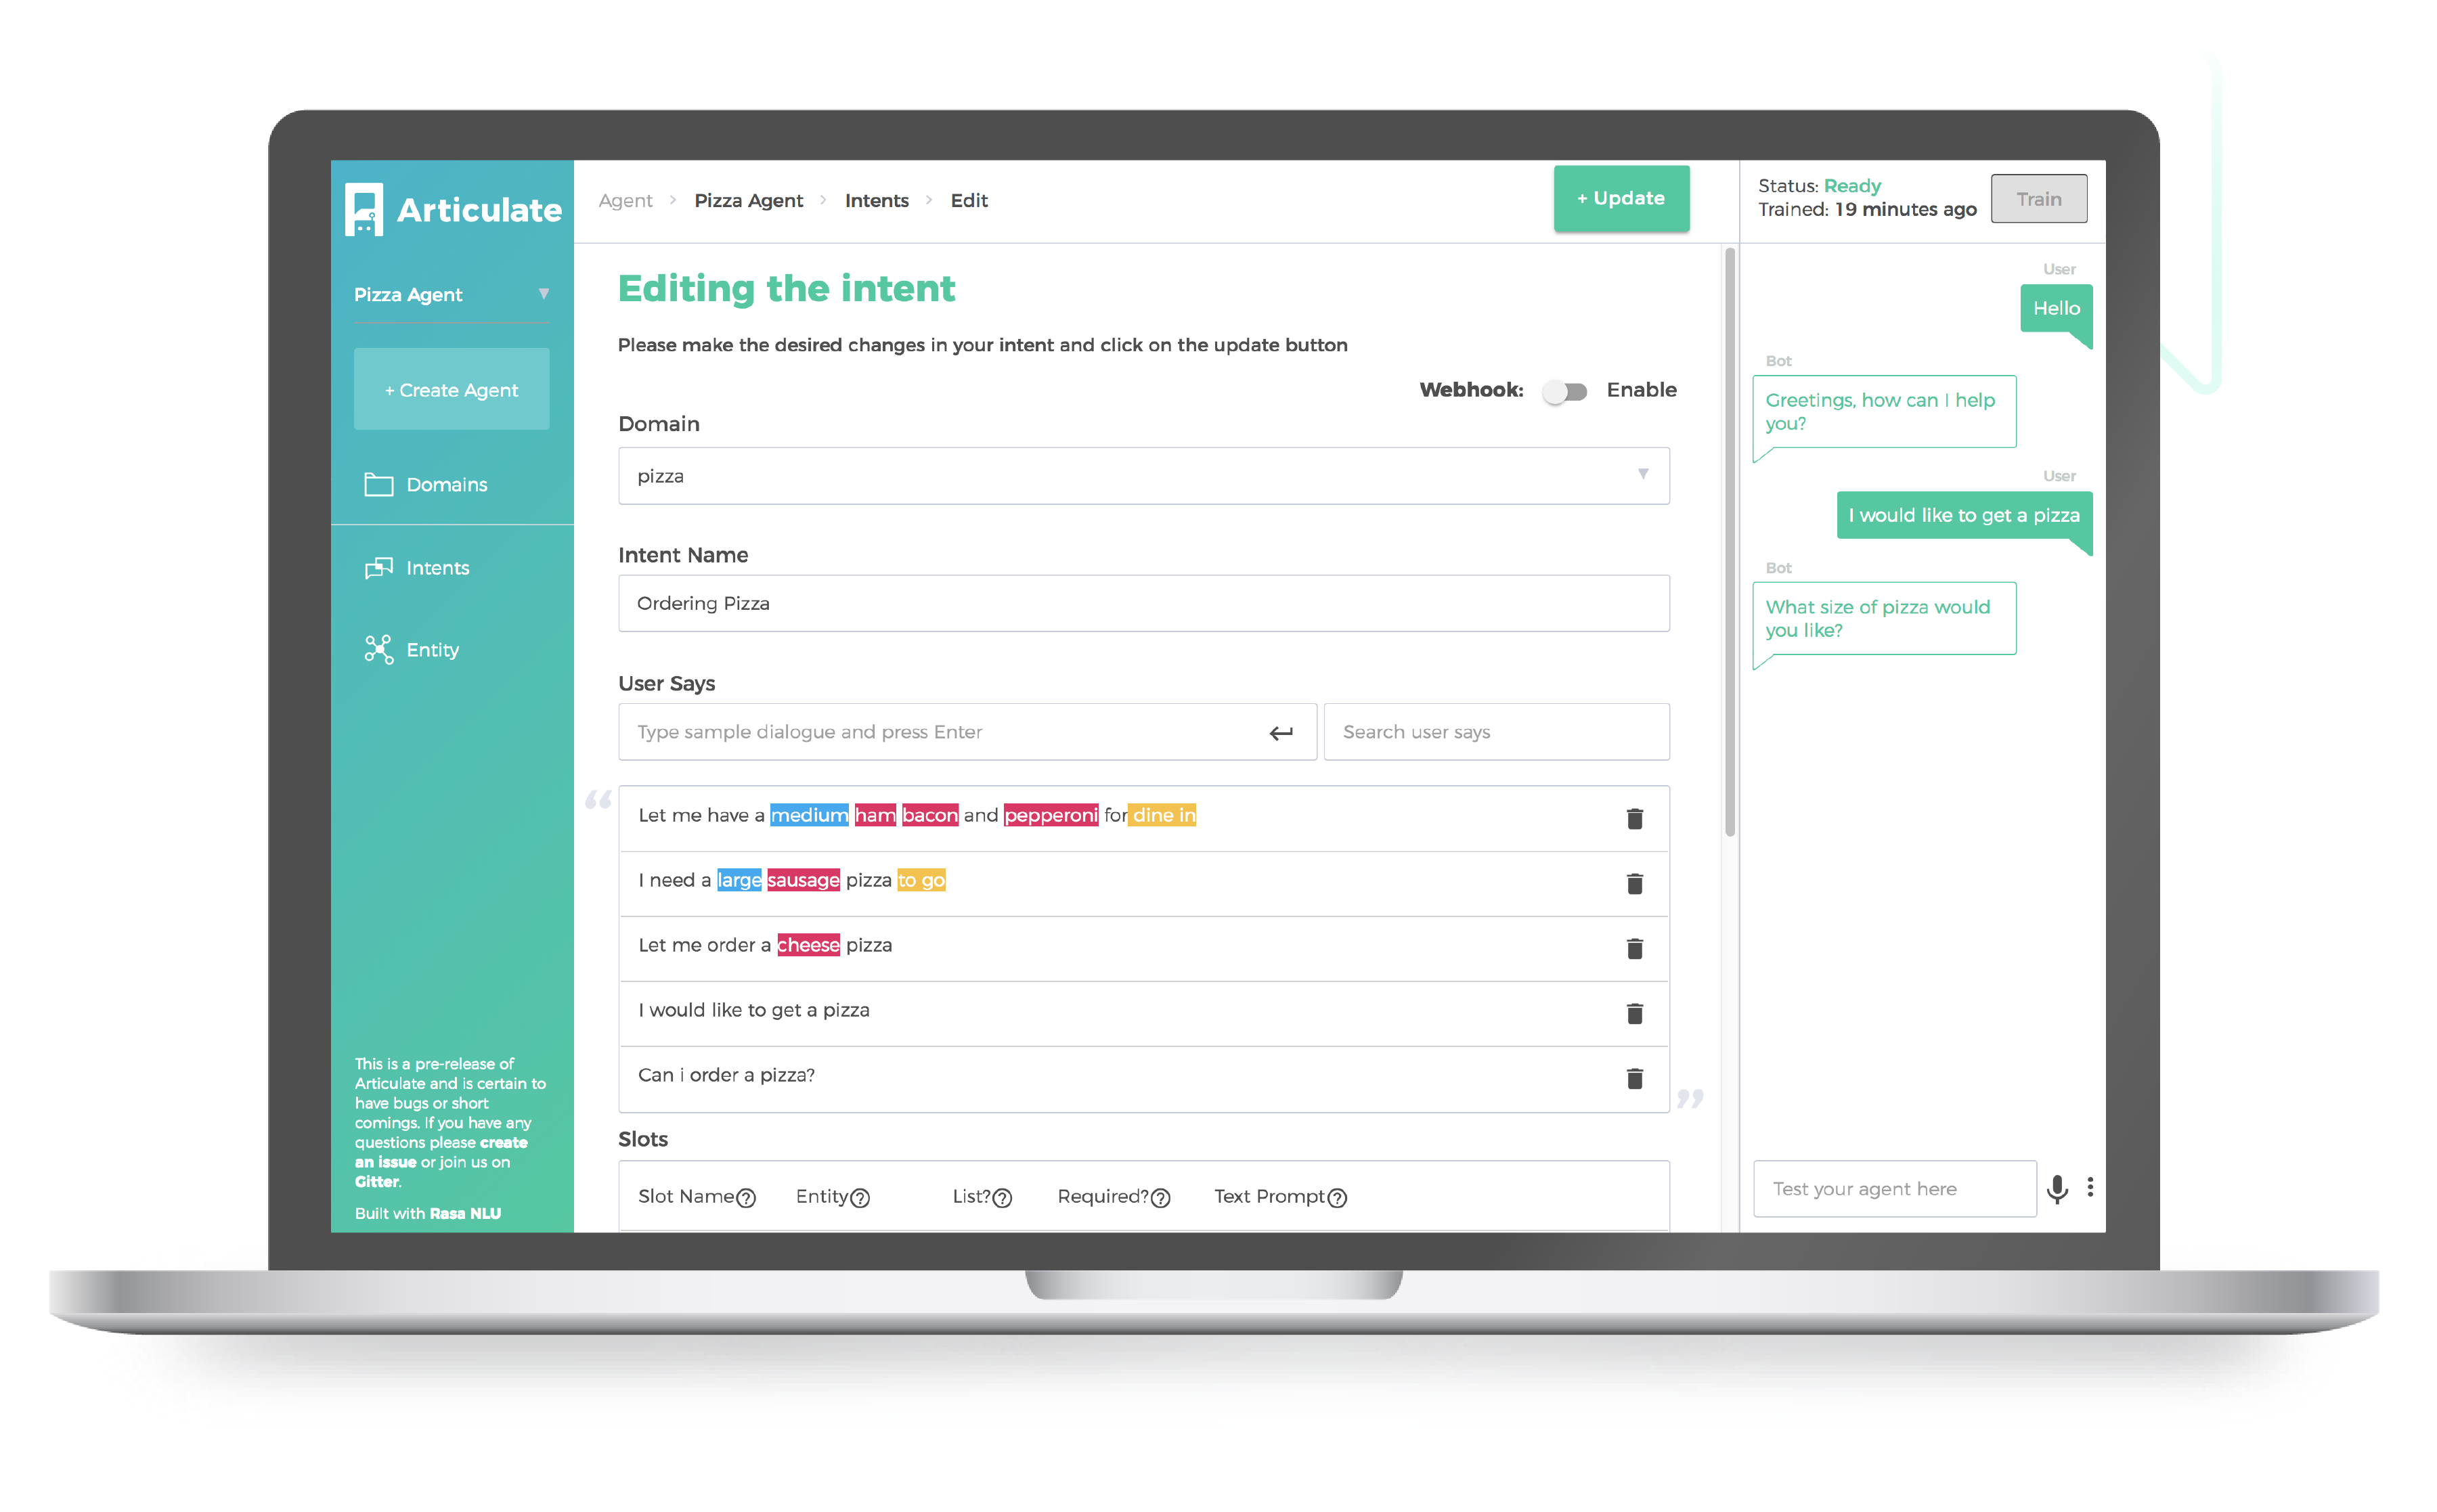 Articulate
Pizza Agent
+ Create Agent
Domains
Intents
Entity
This is a pre-release of
Articulate and is certain to
have bugs or short
comings. If you have any
questions please create
an issue or join us on
Gitter.
Built with Rasa NLU
Agent > Pizza Agent > Intents > Edit
+ Update
Editing the intent
Please make the desired changes in your intent and click on the update button
Webhook: Enable
Domain
pizza
Intent Name
Ordering Pizza
User Says
Type sample dialogue and press Enter
Search user says
Let me have a medium ham bacon and pepperoni for dine in
I need a large sausage pizza to go
Let me order a cheese pizza
I would like to get a pizza
Can i order a pizza?
Slots
Slot Name? Entity? List?? Required?? Text Prompt?
Status: Ready
Trained: 19 minutes ago
Train
User
Hello
Bot
Greetings, how can I help
you?
User
I would like to get a pizza
Bot
What size of pizza would
you like?
Test your agent here